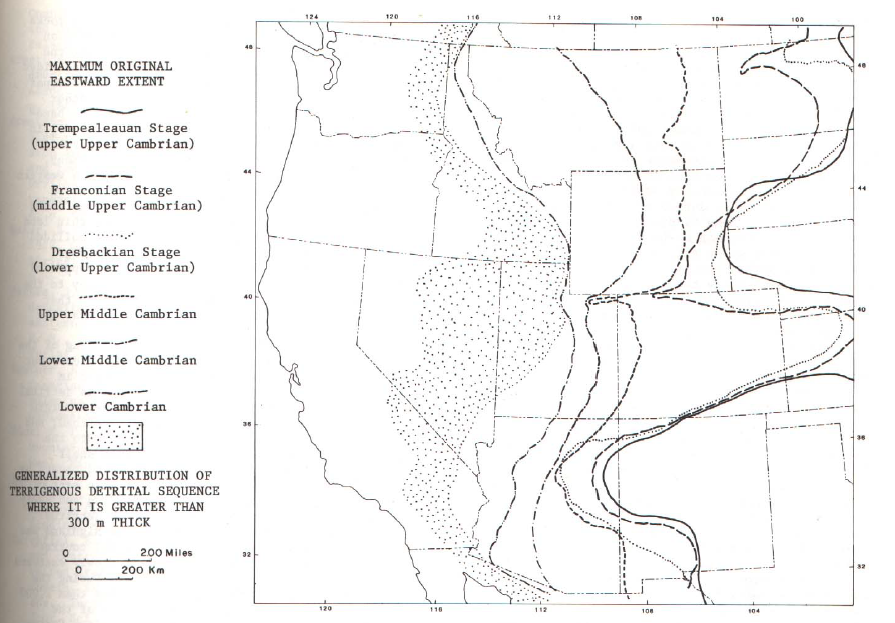 124 120 116 112 108 104 100
48 48
MAXIMUM ORIGINAL
EASTWARD EXTENT
Trempealeauan Stage
(upper Upper Cambrian)
44 44
Franconian Stage
(middle Upper Cambrian)
Dresbackian Stage
(lower Upper Cambrian)
40 40
Upper Middle Cambrian
Lower Middle Cambrian
Lower Cambrian
36 36
GENERALIZED DISTRIBUTION OF
TERRIGENOUS DETRITAL SEQUENCE
WHERE IT IS GREATER THAN
300 m THICK
0 200 Miles
0 200 Km
32 32
120 116 112 108 104